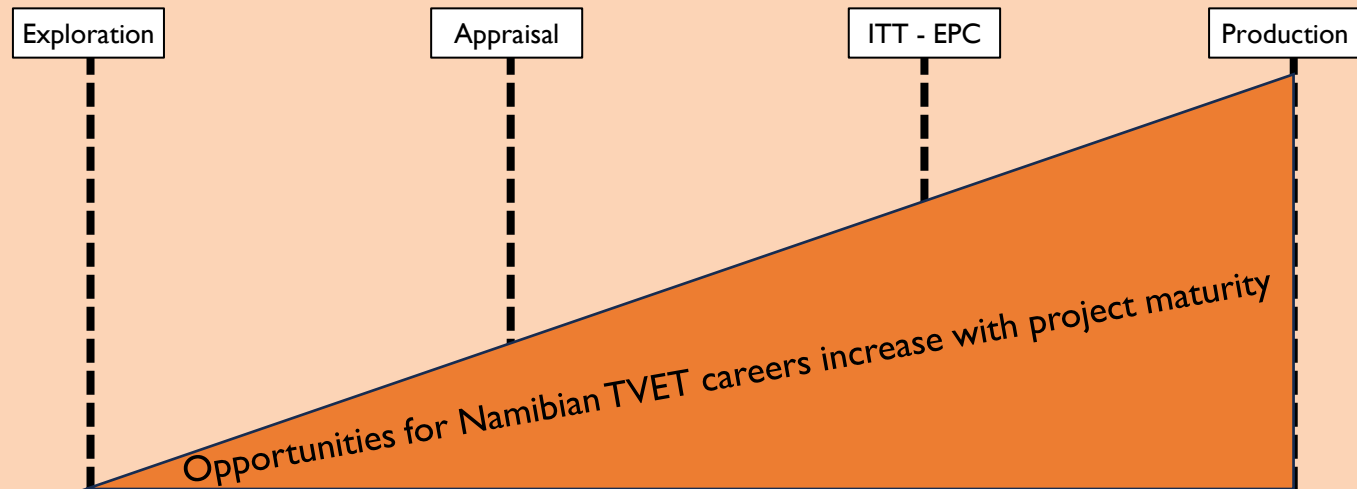 Exploration
Appraisal
ITT - EPC
Production
Opportunities for Namibian TVET careers increase with project maturity